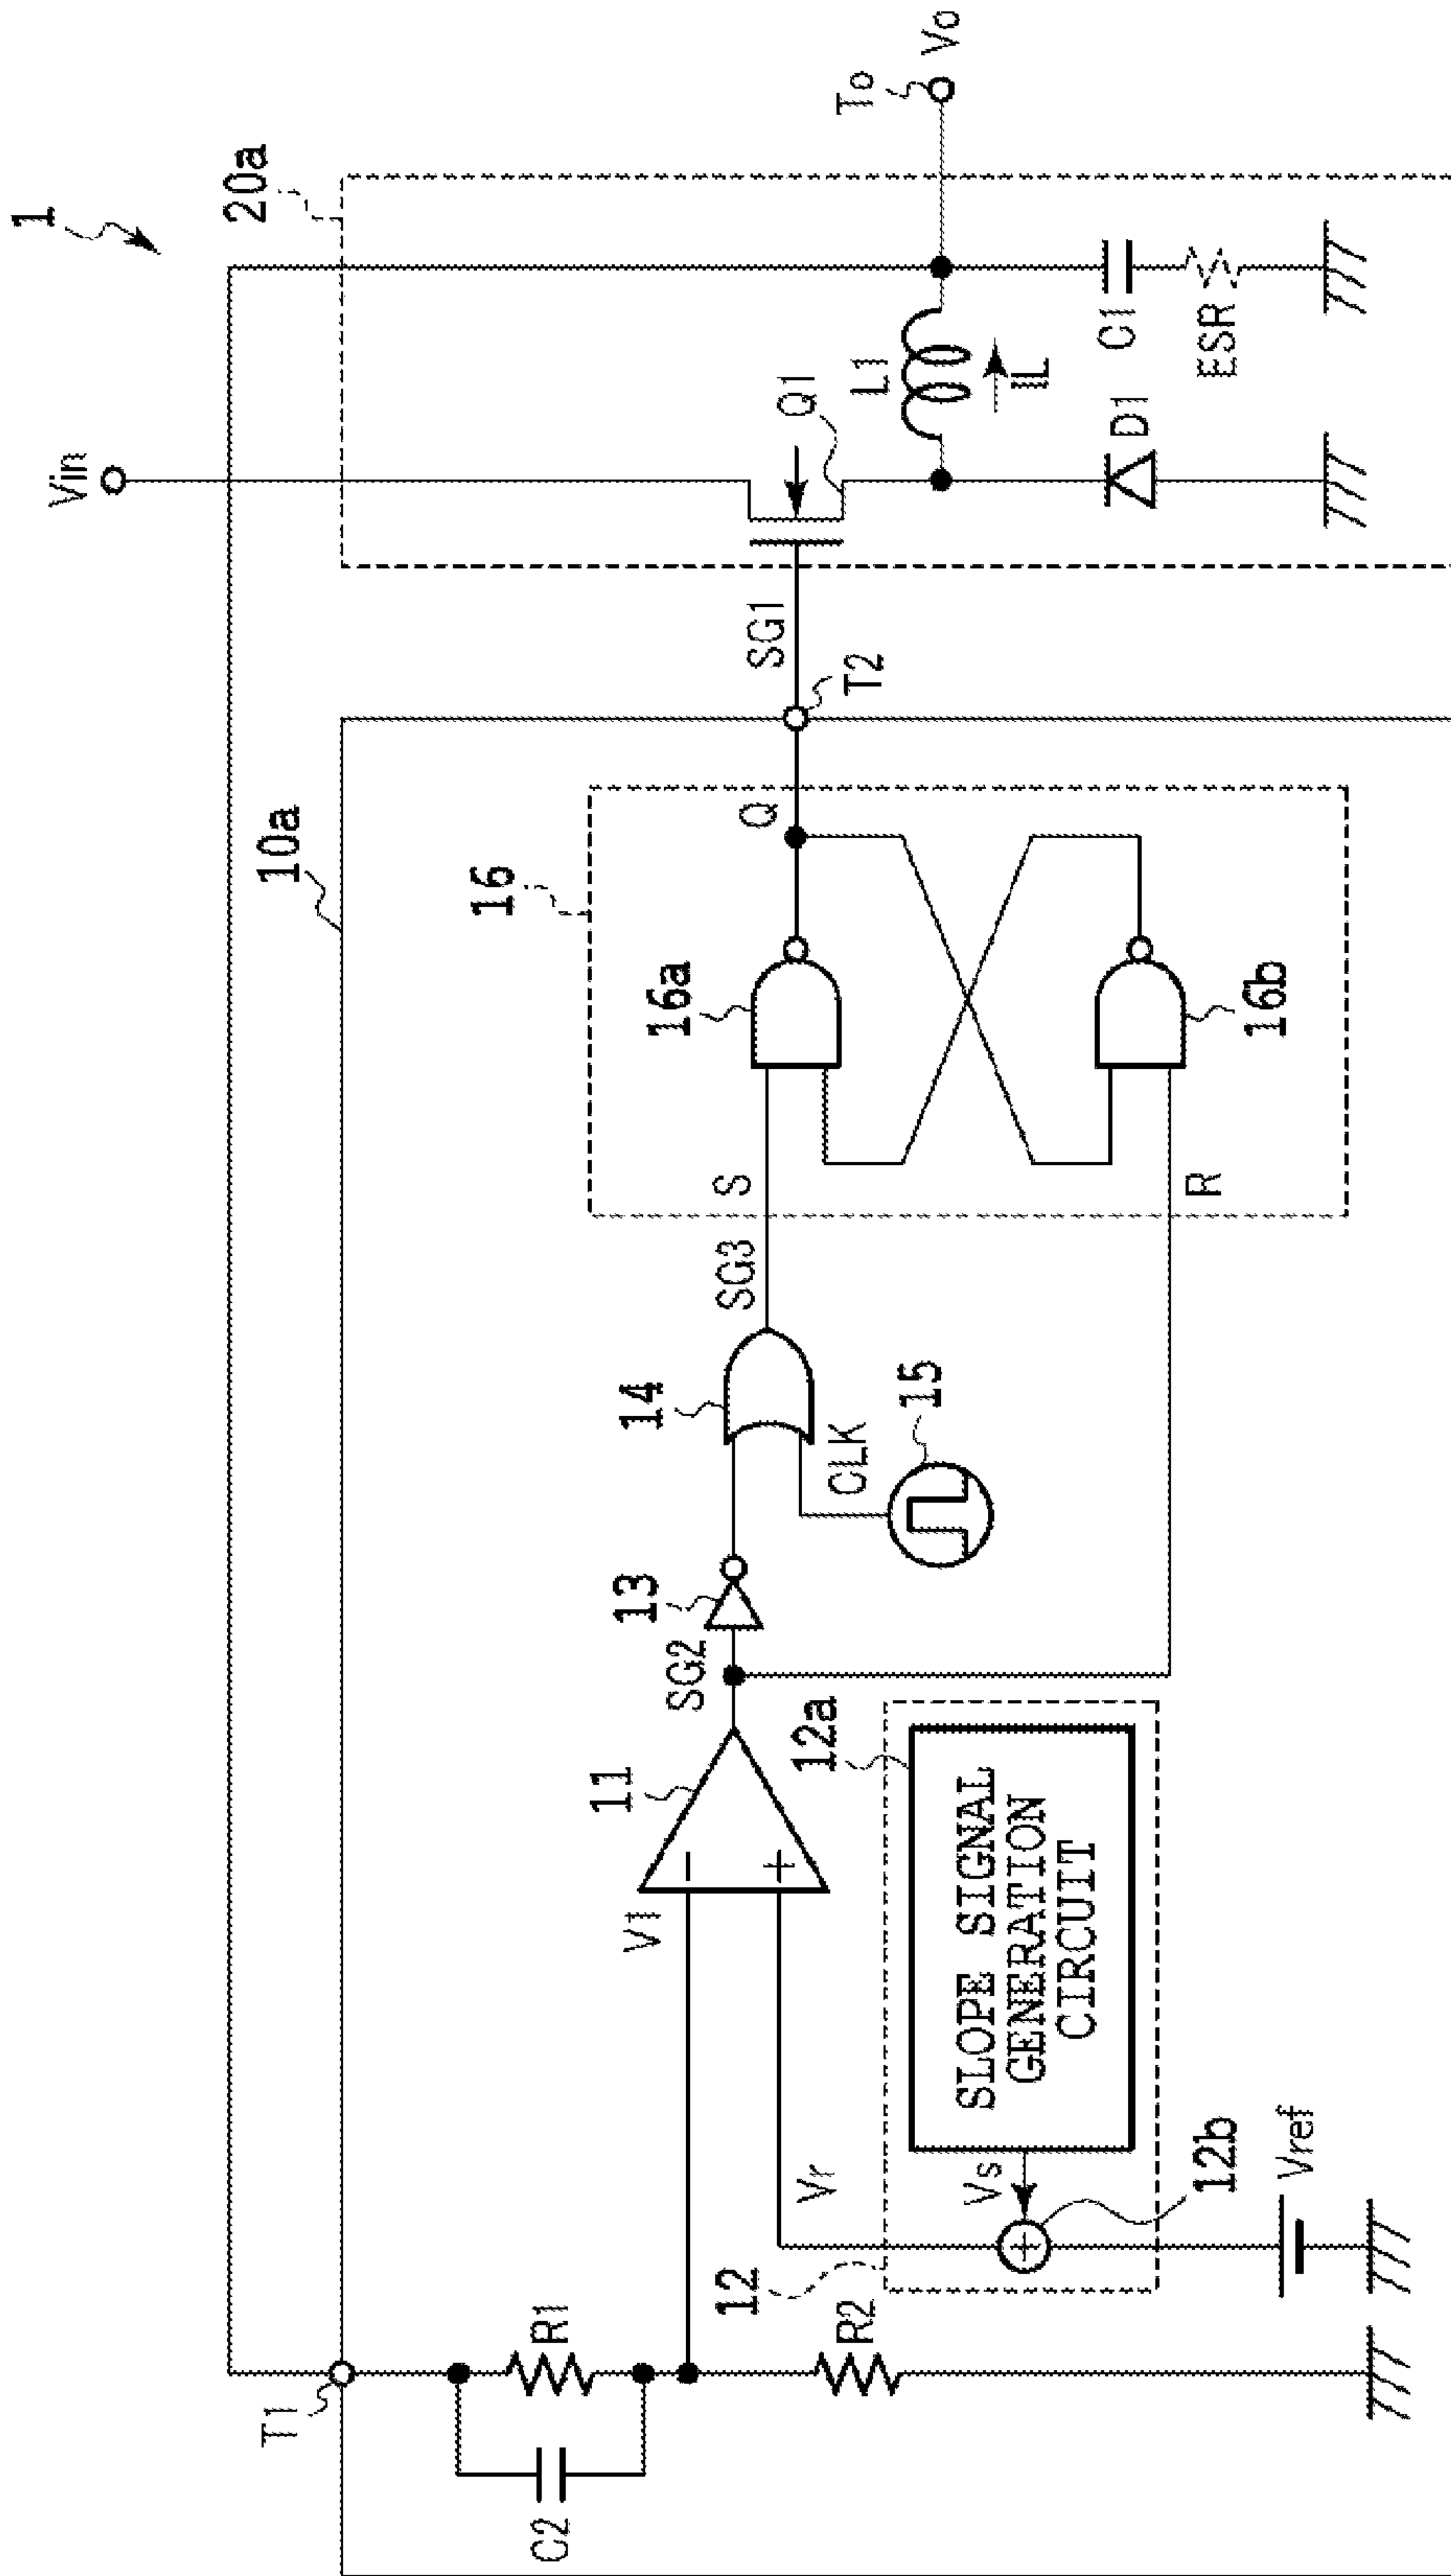 1
Vin
20a
To
Vo
10a
SG1
Q1
L1
IL
C1
D1
ESR
T2
16
Q
16a
16b
S
SG3
R
14
CLK
15
13
SG2
11
V1
−
+
12a
SLOPE SIGNAL
GENERATION
CIRCUIT
Vr
Vs
+
12
12b
Vref
T1
R1
C2
R2